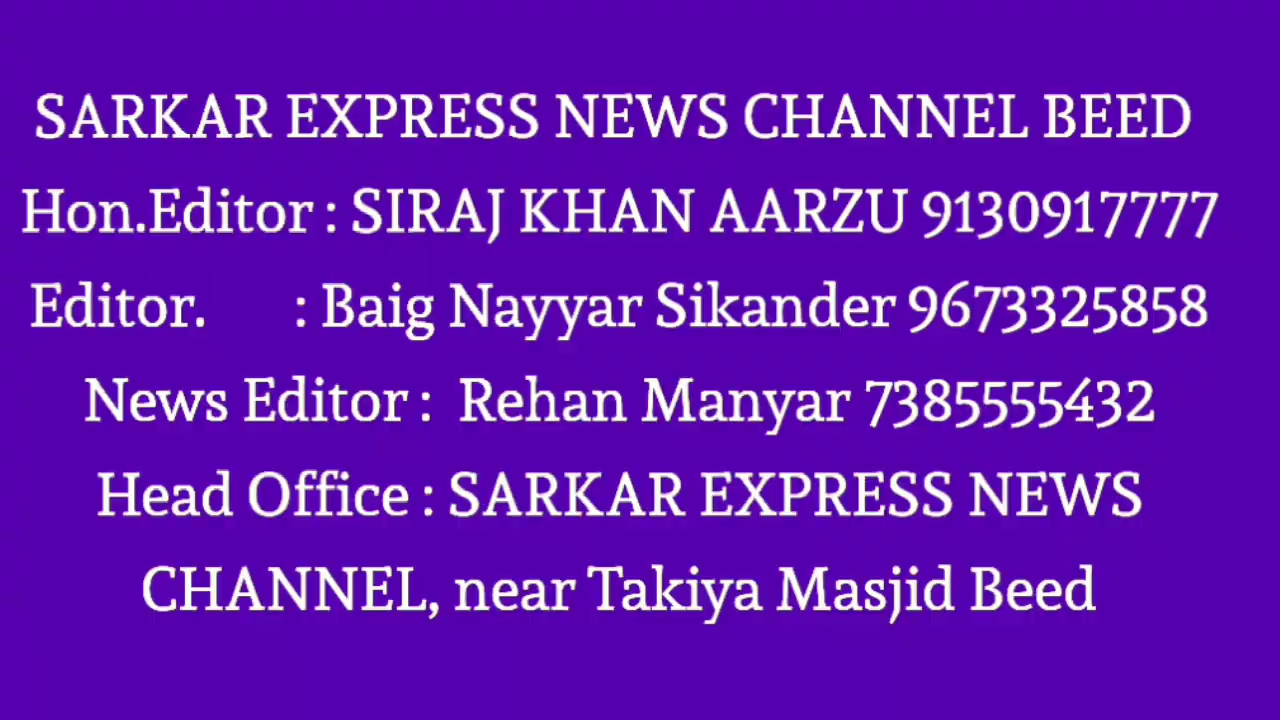 SARKAR EXPRESS NEWS CHANNEL BEED
Hon.Editor : SIRAJ KHAN AARZU 9130917777
Editor. : Baig Nayyar Sikander 9673325858
News Editor : Rehan Manyar 7385555432
Head Office : SARKAR EXPRESS NEWS
CHANNEL, near Takiya Masjid Beed